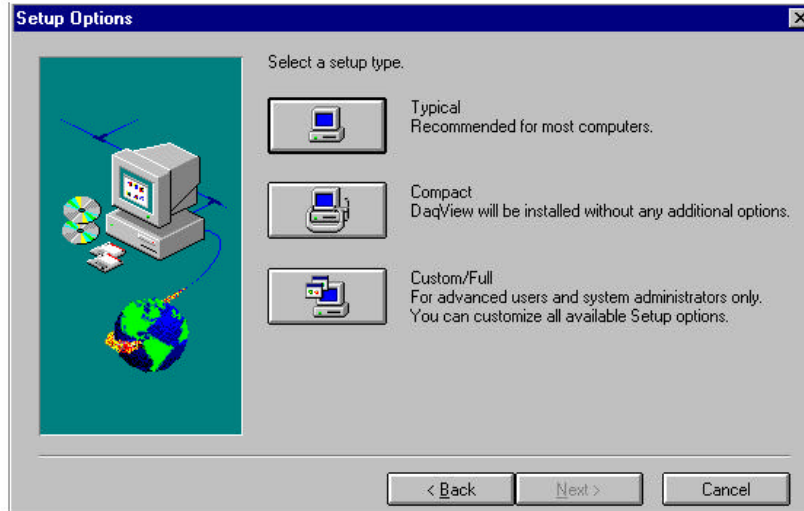 Setup Options
Select a setup type.
Typical
Recommended for most computers.
Compact
DaqView will be installed without any additional options.
Custom/Full
For advanced users and system administrators only.
You can customize all available Setup options.
< Back
Next >
Cancel